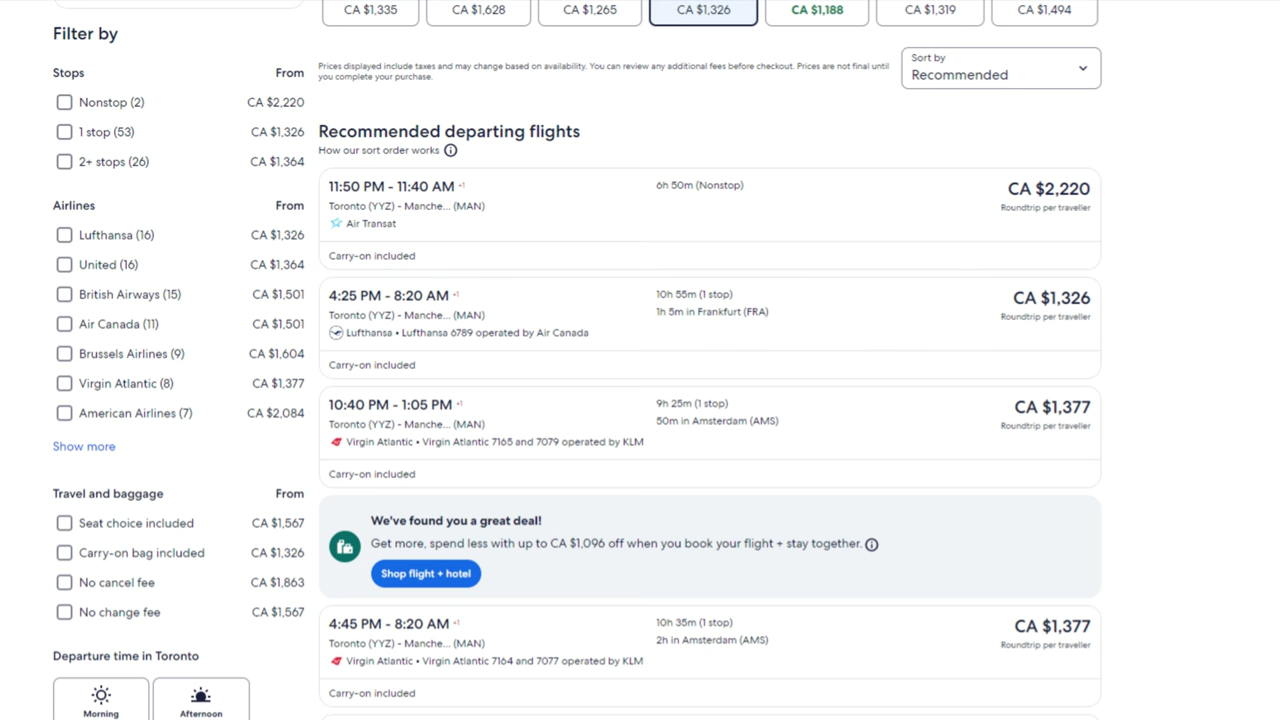 CA $1,335
CA $1,628
CA $1,265
CA $1,326
CA $1,188
CA $1,319
CA $1,494
Filter by
Stops From
Nonstop (2) CA $2,220
1 stop (53) CA $1,326
2+ stops (26) CA $1,364
Airlines From
Lufthansa (16) CA $1,326
United (16) CA $1,364
British Airways (15) CA $1,501
Air Canada (11) CA $1,501
Brussels Airlines (9) CA $1,604
Virgin Atlantic (8) CA $1,377
American Airlines (7) CA $2,084
Show more
Travel and baggage From
Seat choice included CA $1,567
Carry-on bag included CA $1,326
No cancel fee CA $1,863
No change fee CA $1,567
Departure time in Toronto
Morning
Afternoon
Prices displayed include taxes and may change based on availability. You can review any additional fees before checkout. Prices are not final until
you complete your purchase.
Sort by
Recommended
Recommended departing flights
How our sort order works
11:50 PM - 11:40 AM +1
6h 50m (Nonstop)
CA $2,220
Toronto (YYZ) - Manche... (MAN)
Roundtrip per traveller
Air Transat
Carry-on included
4:25 PM - 8:20 AM +1
10h 55m (1 stop)
CA $1,326
Toronto (YYZ) - Manche... (MAN)
1h 5m in Frankfurt (FRA)
Roundtrip per traveller
Lufthansa • Lufthansa 6789 operated by Air Canada
Carry-on included
10:40 PM - 1:05 PM +1
9h 25m (1 stop)
CA $1,377
Toronto (YYZ) - Manche... (MAN)
50m in Amsterdam (AMS)
Roundtrip per traveller
Virgin Atlantic • Virgin Atlantic 7165 and 7079 operated by KLM
Carry-on included
We've found you a great deal!
Get more, spend less with up to CA $1,096 off when you book your flight + stay together.
Shop flight + hotel
4:45 PM - 8:20 AM +1
10h 35m (1 stop)
CA $1,377
Toronto (YYZ) - Manche... (MAN)
2h in Amsterdam (AMS)
Roundtrip per traveller
Virgin Atlantic • Virgin Atlantic 7164 and 7077 operated by KLM
Carry-on included